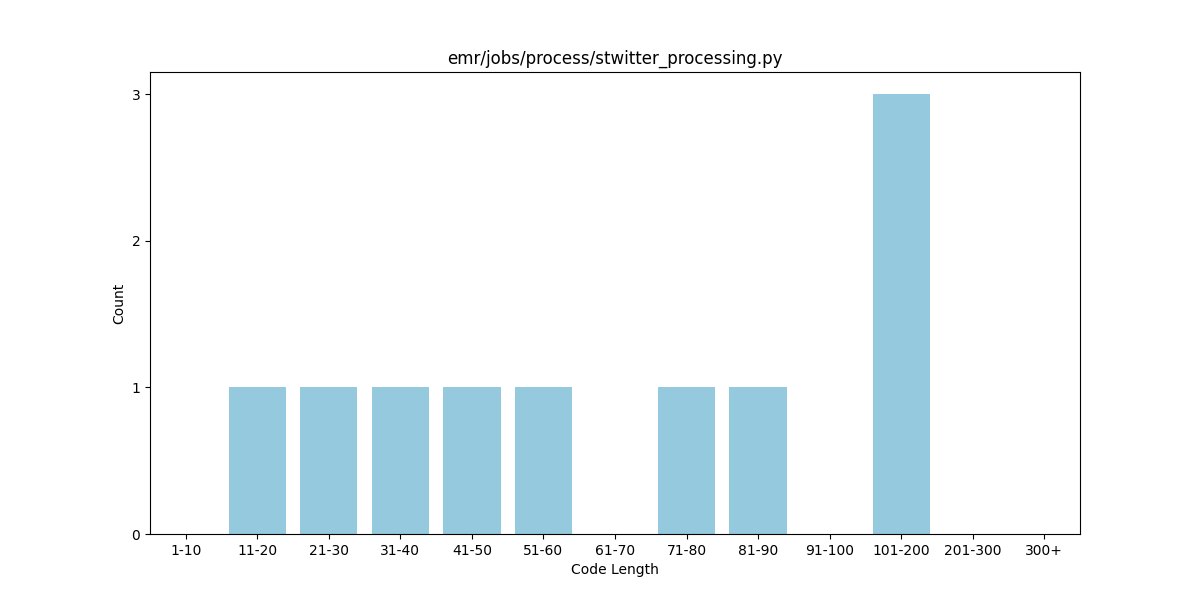 emr/jobs/process/stwitter_processing.py
3
2
1
0
Count
1-10 11-20 21-30 31-40 41-50 51-60 61-70 71-80 81-90 91-100 101-200 201-300 300+
Code Length